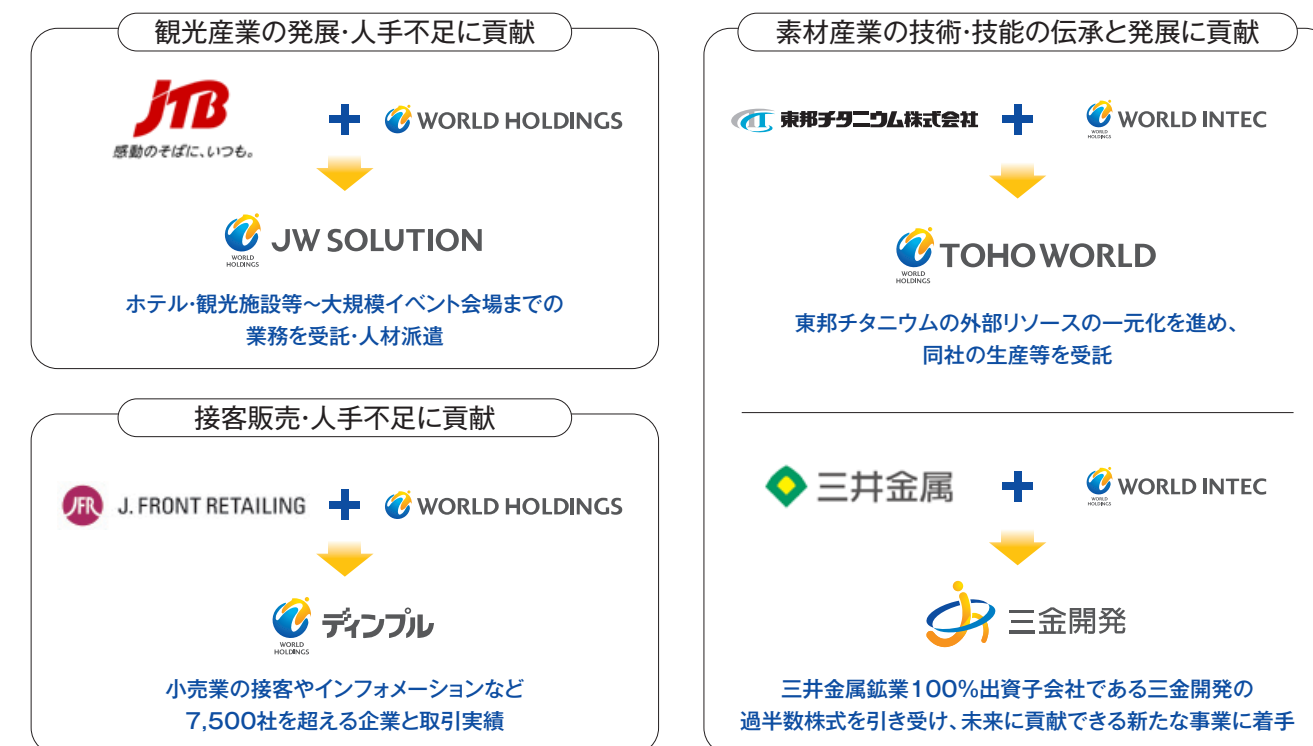 観光産業の発展・人手不足に貢献
JTB
感動のそばに、いつも。
WORLD HOLDINGS
JW SOLUTION
WORLD
HOLDINGS
ホテル・観光施設等～大規模イベント会場までの
業務を受託・人材派遣
接客販売・人手不足に貢献
JFR J. FRONT RETAILING
WORLD HOLDINGS
ディンプル
WORLD
HOLDINGS
小売業の接客やインフォメーションなど
7,500社を超える企業と取引実績
素材産業の技術・技能の伝承と発展に貢献
東邦チタニウム株式会社
WORLD INTEC
WORLD
HOLDINGS
TOHO WORLD
WORLD
HOLDINGS
東邦チタニウムの外部リソースの一元化を進め、
同社の生産等を受託
三井金属
WORLD INTEC
WORLD
HOLDINGS
三金開発
三井金属鉱業100%出資子会社である三金開発の
過半数株式を引き受け、未来に貢献できる新たな事業に着手